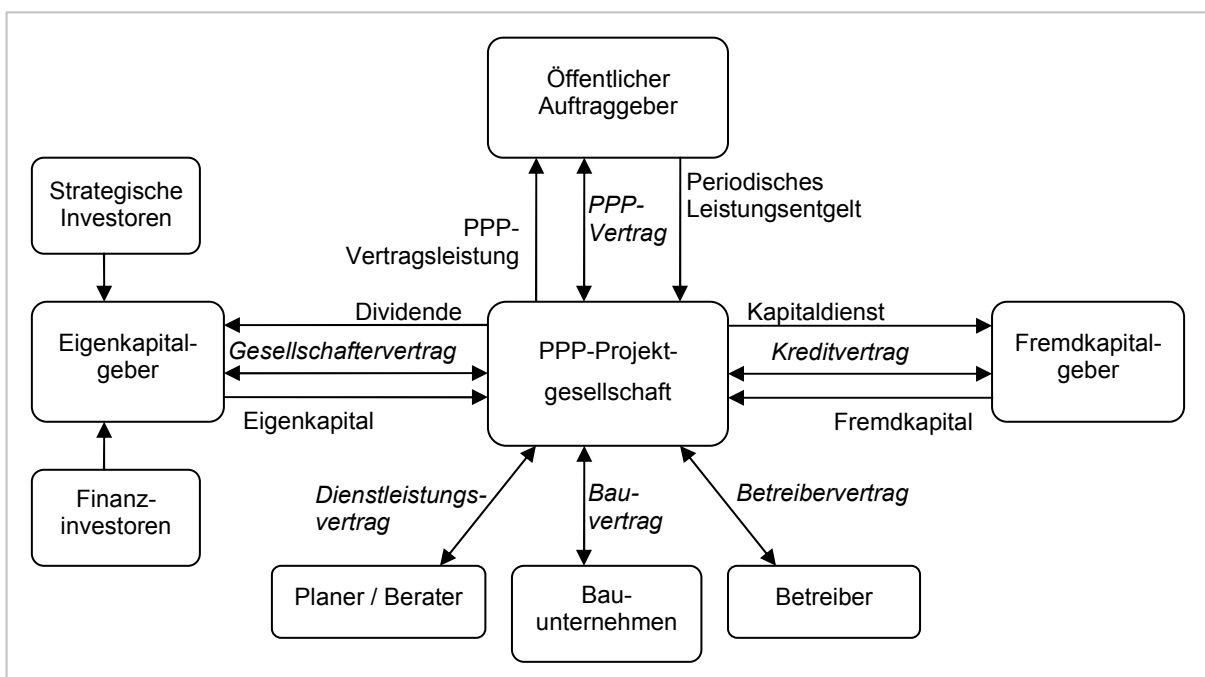 Öffentlicher
Auftraggeber
Strategische
Investoren
PPP-
Vertragsleistung
PPP-
Vertrag
Periodisches
Leistungsentgelt
Eigenkapital-
geber
Dividende
Gesellschaftervertrag
Eigenkapital
PPP-Projekt-
gesellschaft
Kapitaldienst
Kreditvertrag
Fremdkapital
Fremdkapital-
geber
Finanz-
investoren
Dienstleistungs-
vertrag
Bau-
vertrag
Betreibervertrag
Planer / Berater
Bau-
unternehmen
Betreiber